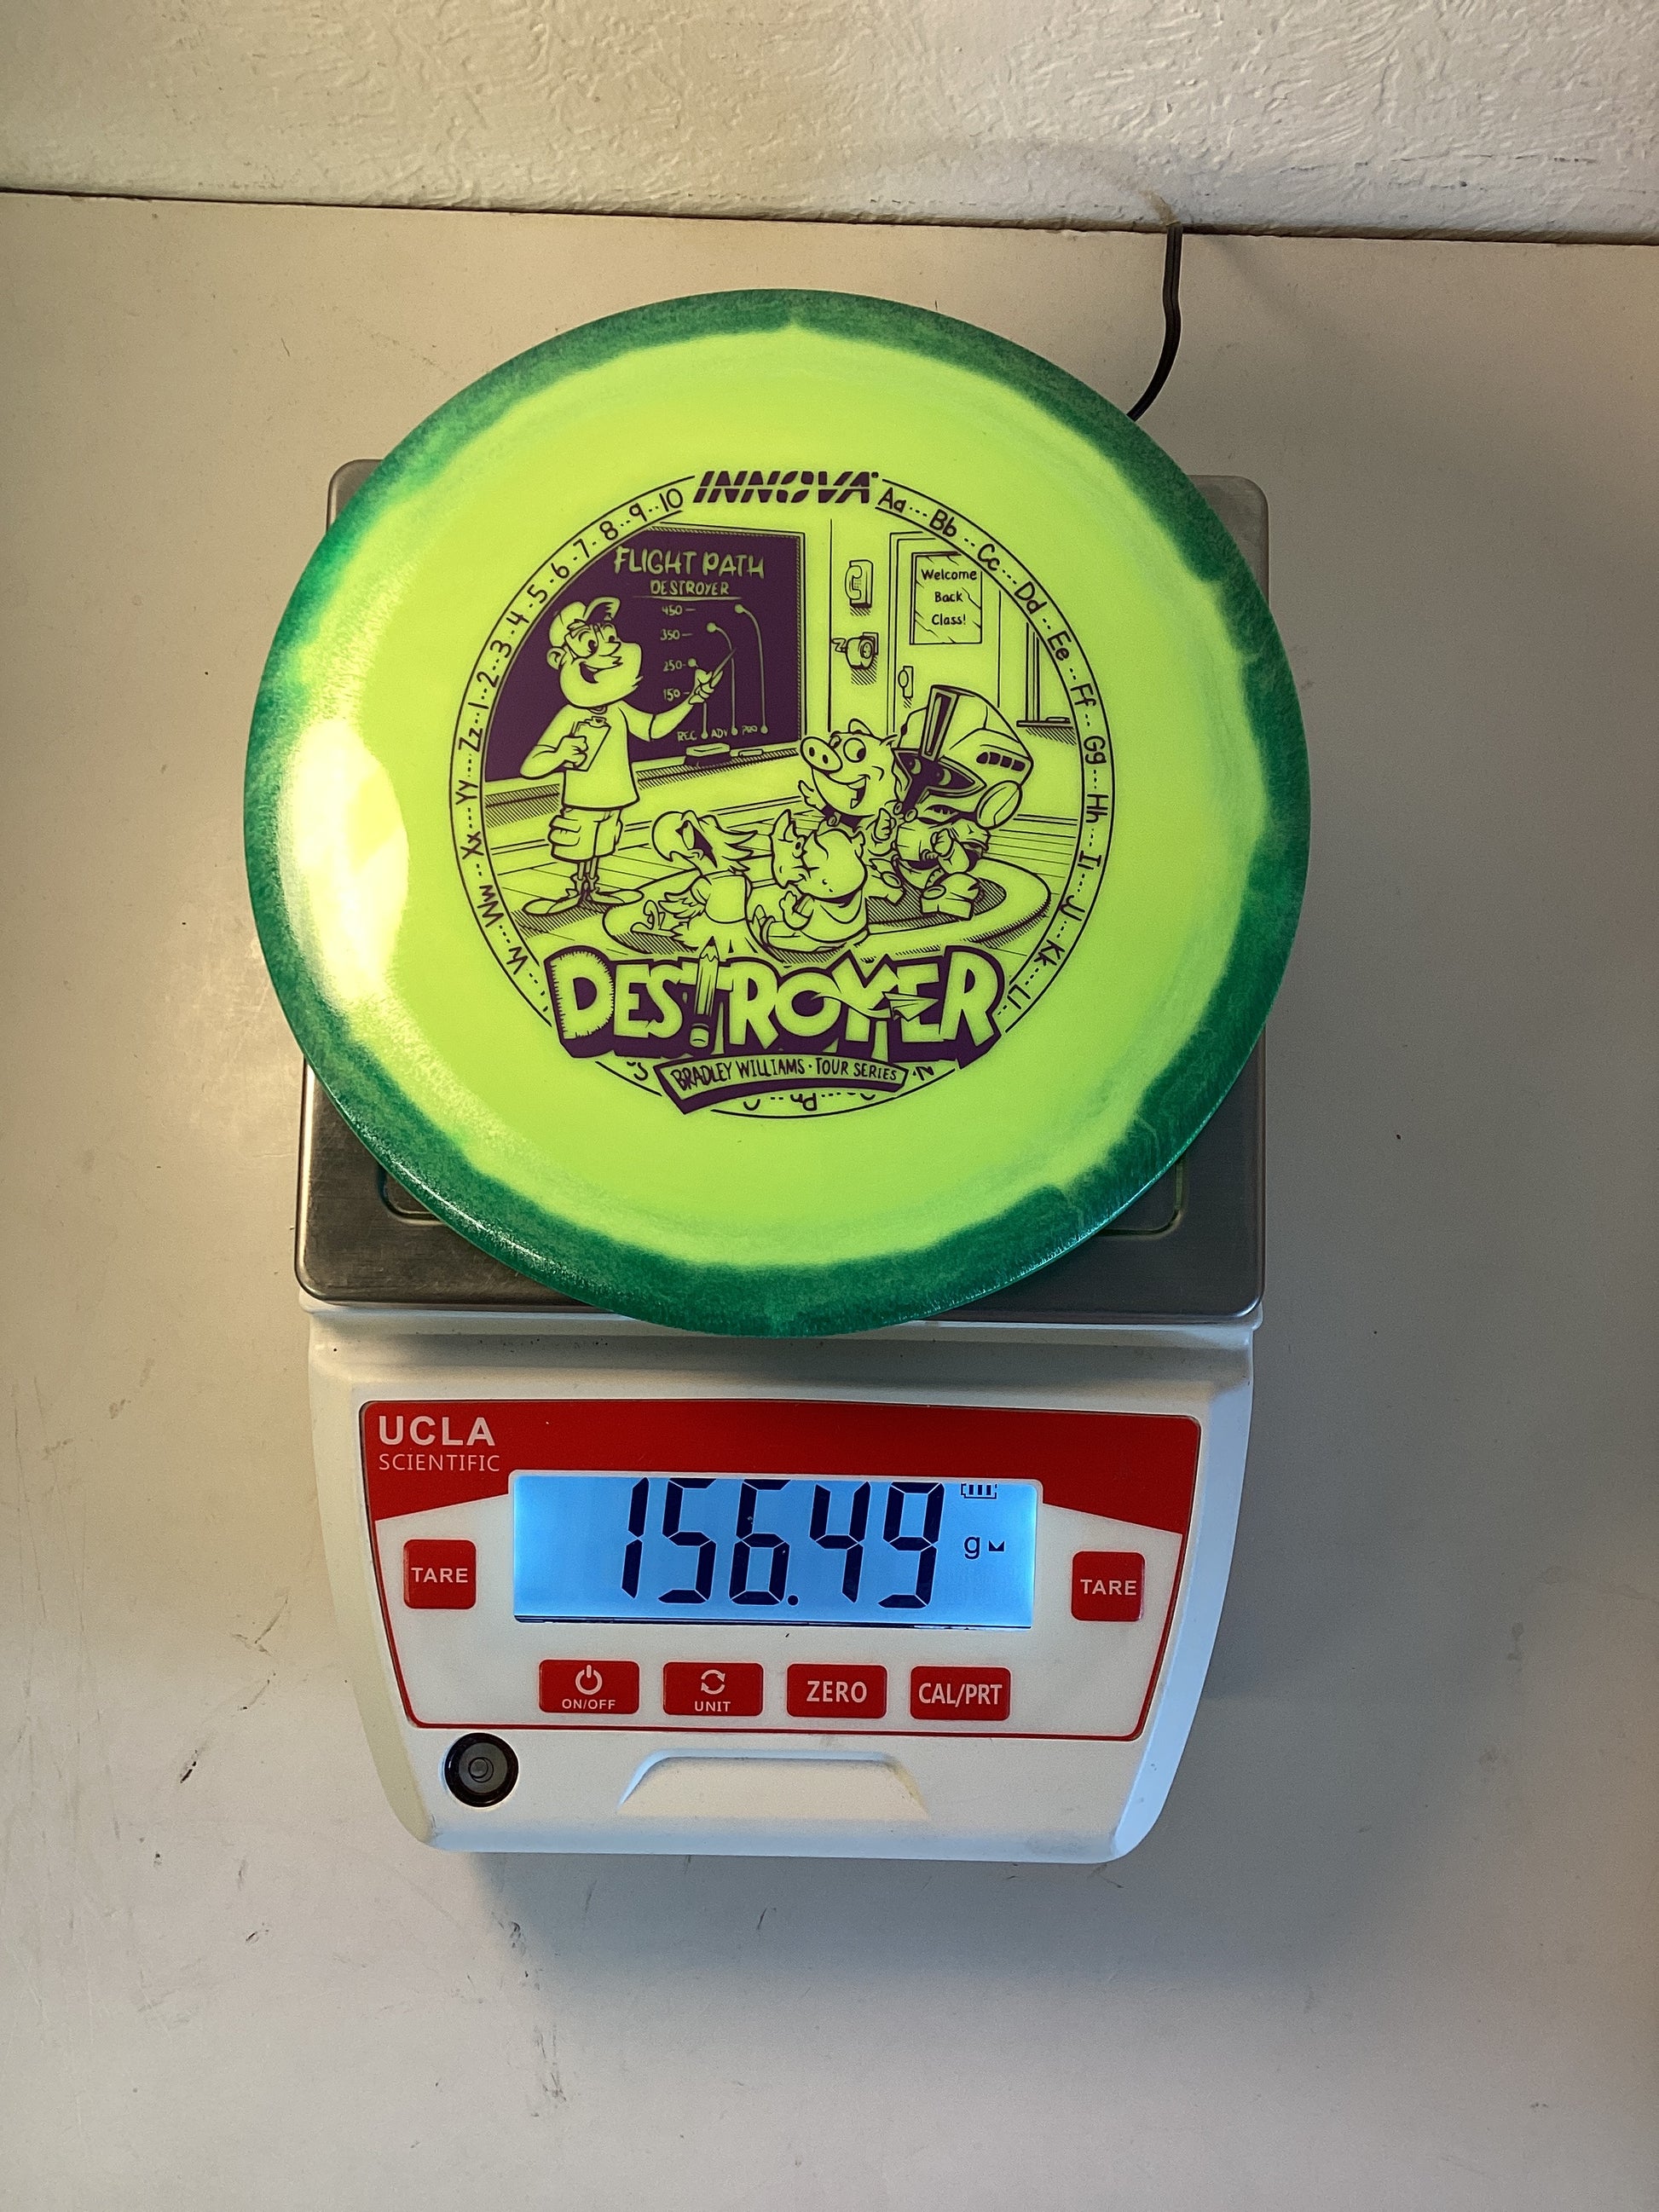 INNOVA
1··2··3··4··5··6··7··8··9··10
Aa···Bb··Cc···Dd··Ee··Ff··Gg··Hh··Ii··Jj··Kk··Ll
Ww···Xx···Yy···Zz
FLIGHT PATH
DESTROYER
450
350
250
150
REC ADV PRO
Welcome
Back
Class!
DESTROYER
BRADLEY WILLIAMS · TOUR SERIES
UCLA
SCIENTIFIC
156.49 g
TARE
TARE
ON/OFF
UNIT
ZERO
CAL/PRT